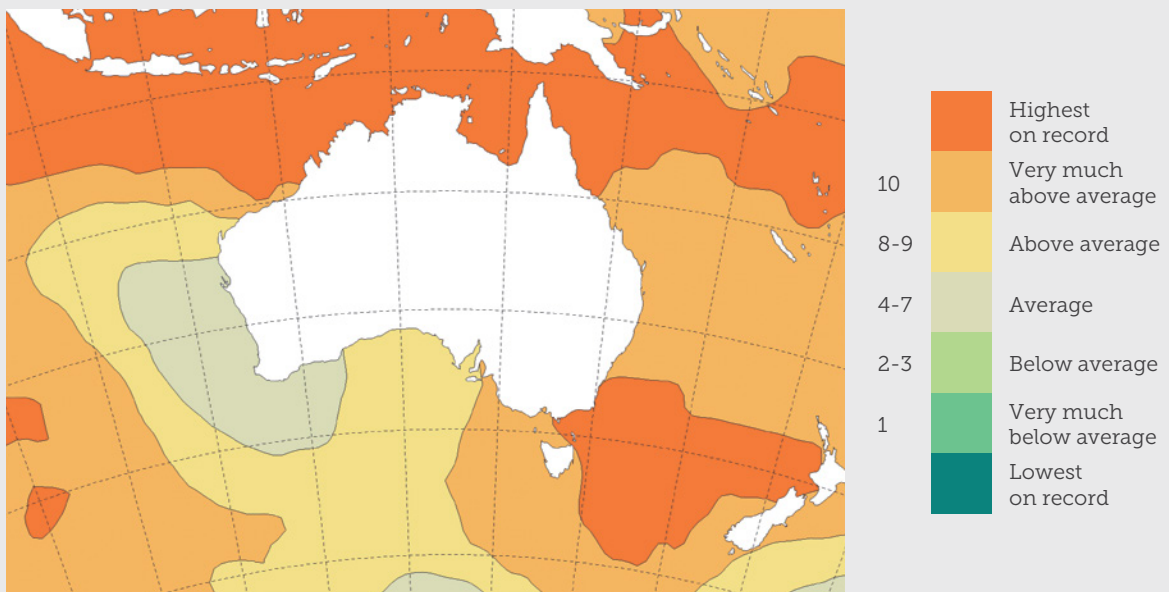 Highest
on record
10
Very much
above average
8-9
Above average
4-7
Average
2-3
Below average
1
Very much
below average
Lowest
on record